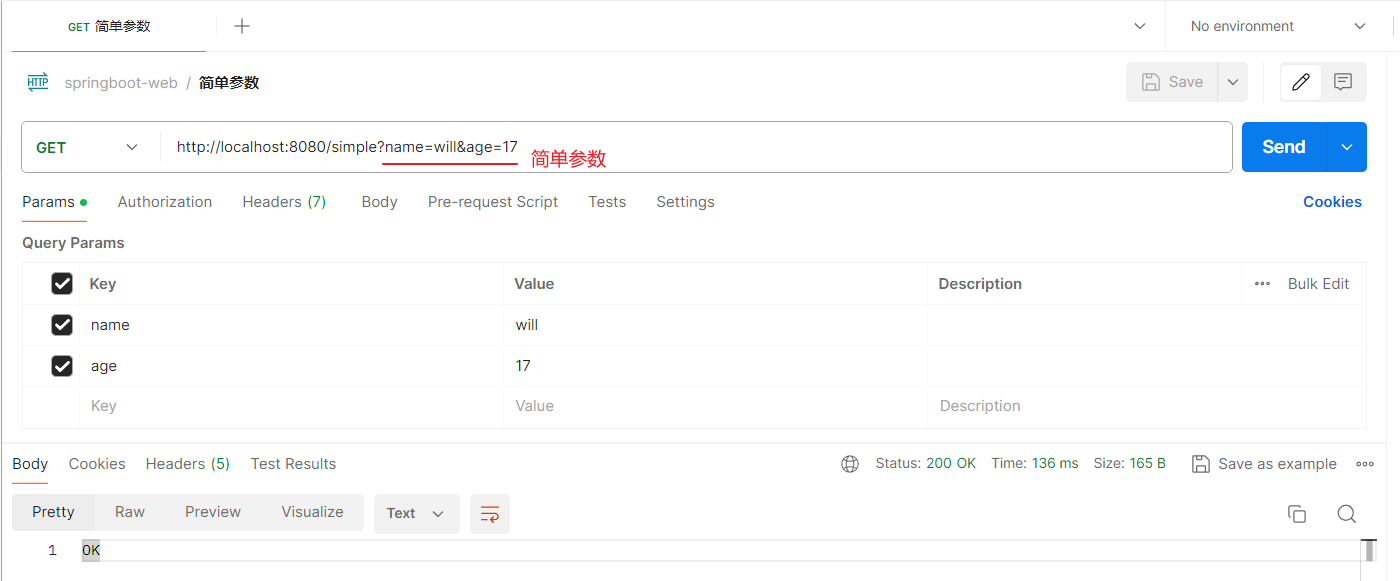 GET 简单参数
No environment
HTTP springboot-web / 简单参数
Save
GET http://localhost:8080/simple?name=will&age=17 简单参数
Send
Params Authorization Headers (7) Body Pre-request Script Tests Settings Cookies
Query Params
Key Value Description Bulk Edit
name will
age 17
Key Value Description
Body Cookies Headers (5) Test Results Status: 200 OK Time: 136 ms Size: 165 B Save as example
Pretty Raw Preview Visualize Text
1 OK